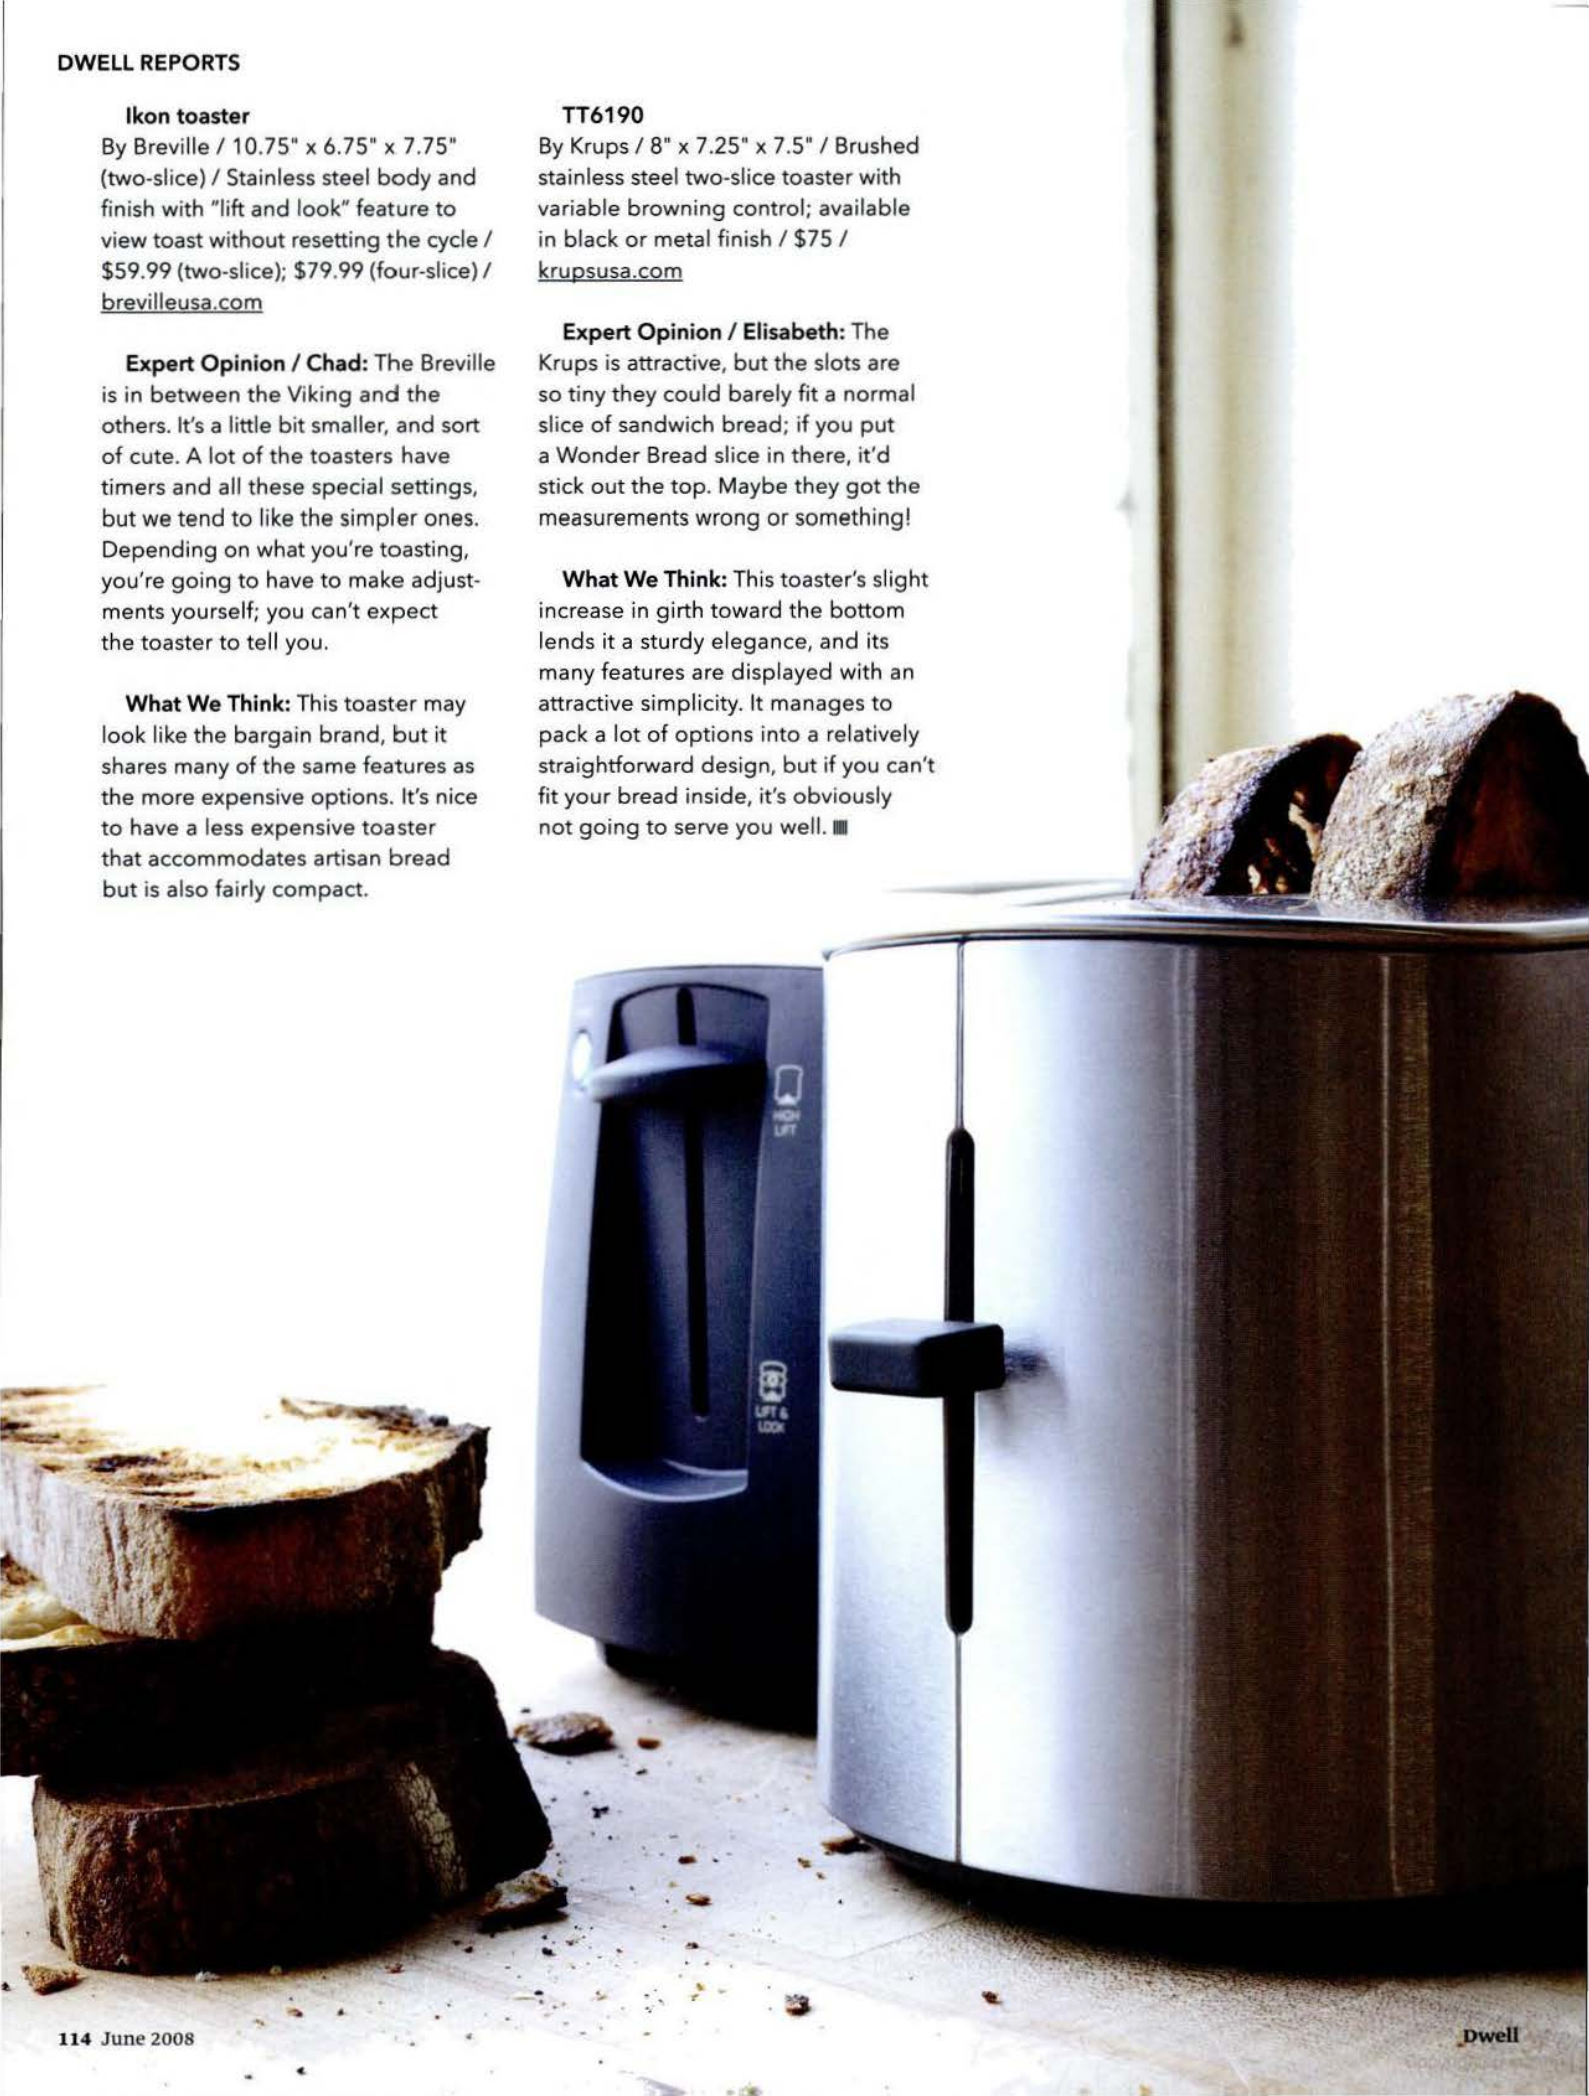 DWELL REPORTS
Ikon toaster
By Breville / 10.75" x 6.75" x 7.75"
(two-slice) / Stainless steel body and
finish with "lift and look" feature to
view toast without resetting the cycle /
$59.99 (two-slice); $79.99 (four-slice) /
brevilleusa.com
Expert Opinion / Chad: The Breville
is in between the Viking and the
others. It's a little bit smaller, and sort
of cute. A lot of the toasters have
timers and all these special settings,
but we tend to like the simpler ones.
Depending on what you're toasting,
you're going to have to make adjust-
ments yourself; you can't expect
the toaster to tell you.
What We Think: This toaster may
look like the bargain brand, but it
shares many of the same features as
the more expensive options. It's nice
to have a less expensive toaster
that accommodates artisan bread
but is also fairly compact.
TT6190
By Krups / 8" x 7.25" x 7.5" / Brushed
stainless steel two-slice toaster with
variable browning control; available
in black or metal finish / $75 /
krupsusa.com
Expert Opinion / Elisabeth: The
Krups is attractive, but the slots are
so tiny they could barely fit a normal
slice of sandwich bread; if you put
a Wonder Bread slice in there, it'd
stick out the top. Maybe they got the
measurements wrong or something!
What We Think: This toaster's slight
increase in girth toward the bottom
lends it a sturdy elegance, and its
many features are displayed with an
attractive simplicity. It manages to
pack a lot of options into a relatively
straightforward design, but if you can't
fit your bread inside, it's obviously
not going to serve you well.
HIGH
LIFT
LIFT &
LOOK
114 June 2008
Dwell